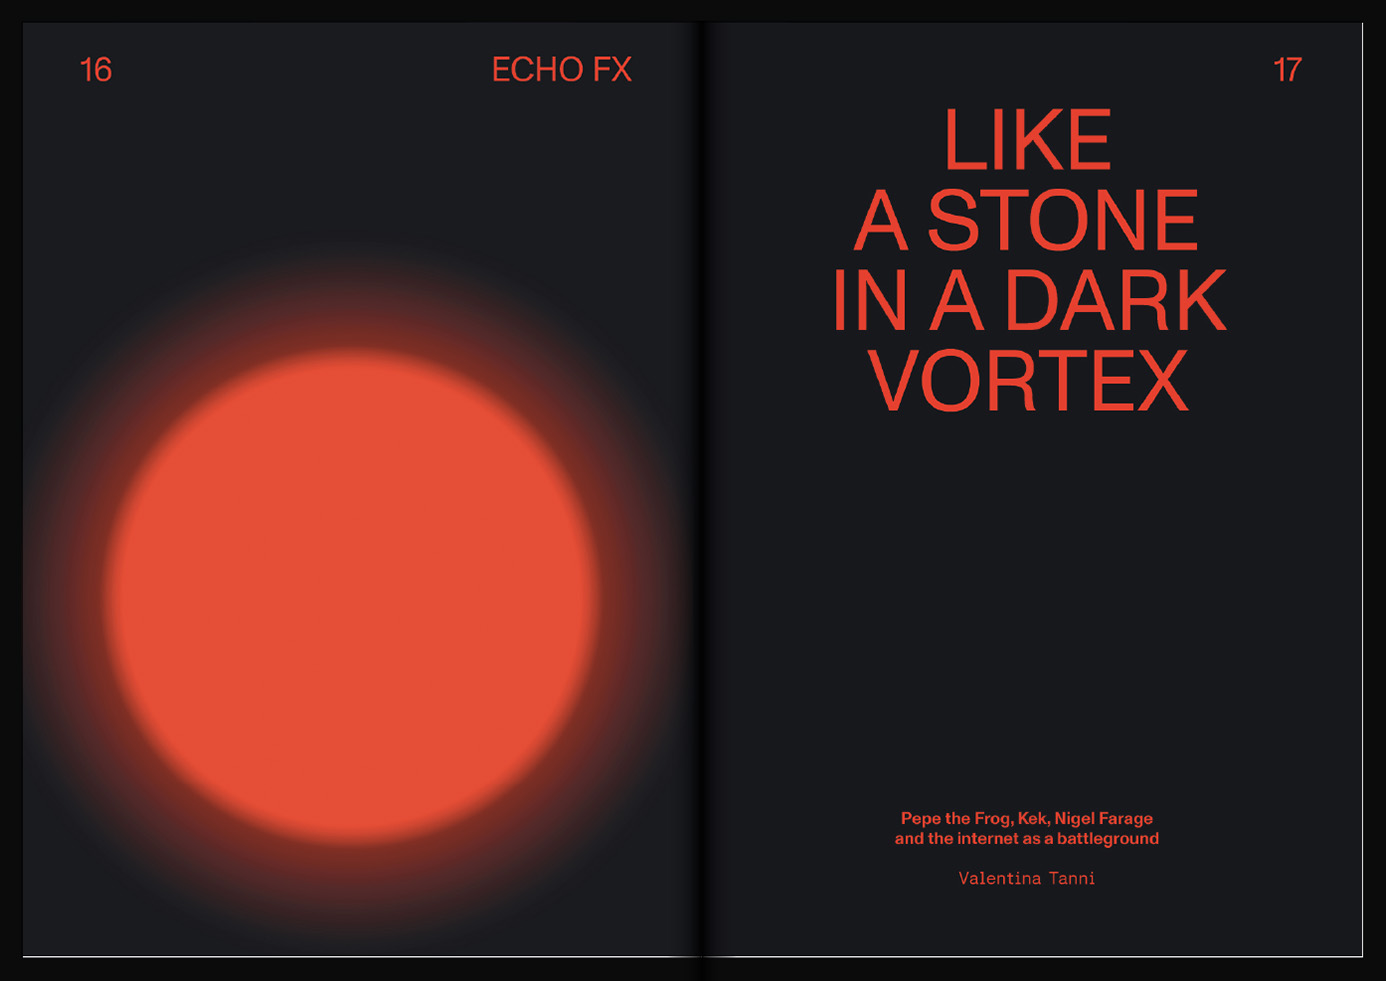 16
ECHO FX
17
LIKE
A STONE
IN A DARK
VORTEX
Pepe the Frog, Kek, Nigel Farage
and the internet as a battleground
Valentina Tanni